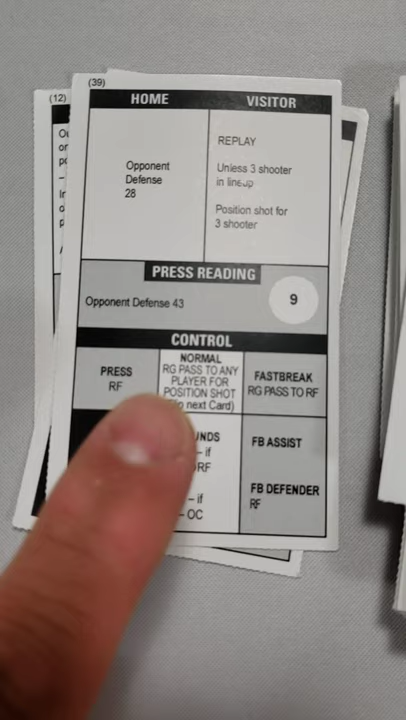 (39)
(12)
HOME
VISITOR
Opponent
Defense
28
REPLAY
Unless 3 shooter
in lineup
Position shot for
3 shooter
PRESS READING
Opponent Defense 43
9
CONTROL
PRESS
RF
NORMAL
RG PASS TO ANY
PLAYER FOR
POSITION SHOT
next Card)
FASTBREAK
RG PASS TO RF
– if
– if
– OC
FB ASSIST
FB DEFENDER
RF